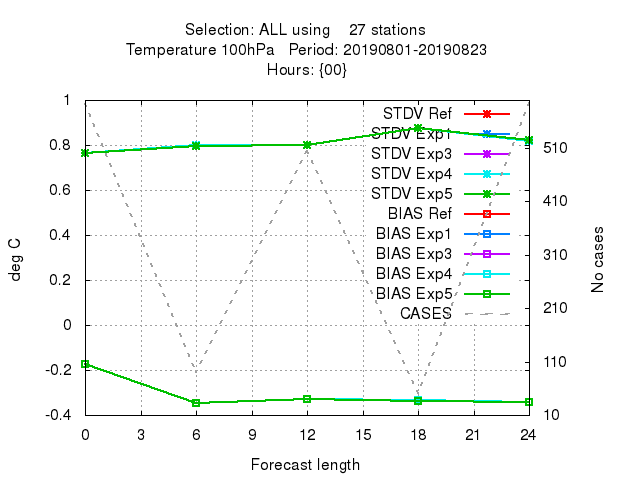 Selection: ALL using 27 stations
Temperature 100hPa Period: 20190801-20190823
Hours: {00}
1
0.8
0.6
0.4
0.2
0
-0.2
-0.4
deg C
STDV Ref
STDV Exp1
STDV Exp3
STDV Exp4
STDV Exp5
BIAS Ref
BIAS Exp1
BIAS Exp3
BIAS Exp4
BIAS Exp5
CASES
510
410
310
210
110
10
No cases
0 3 6 9 12 15 18 21 24
Forecast length